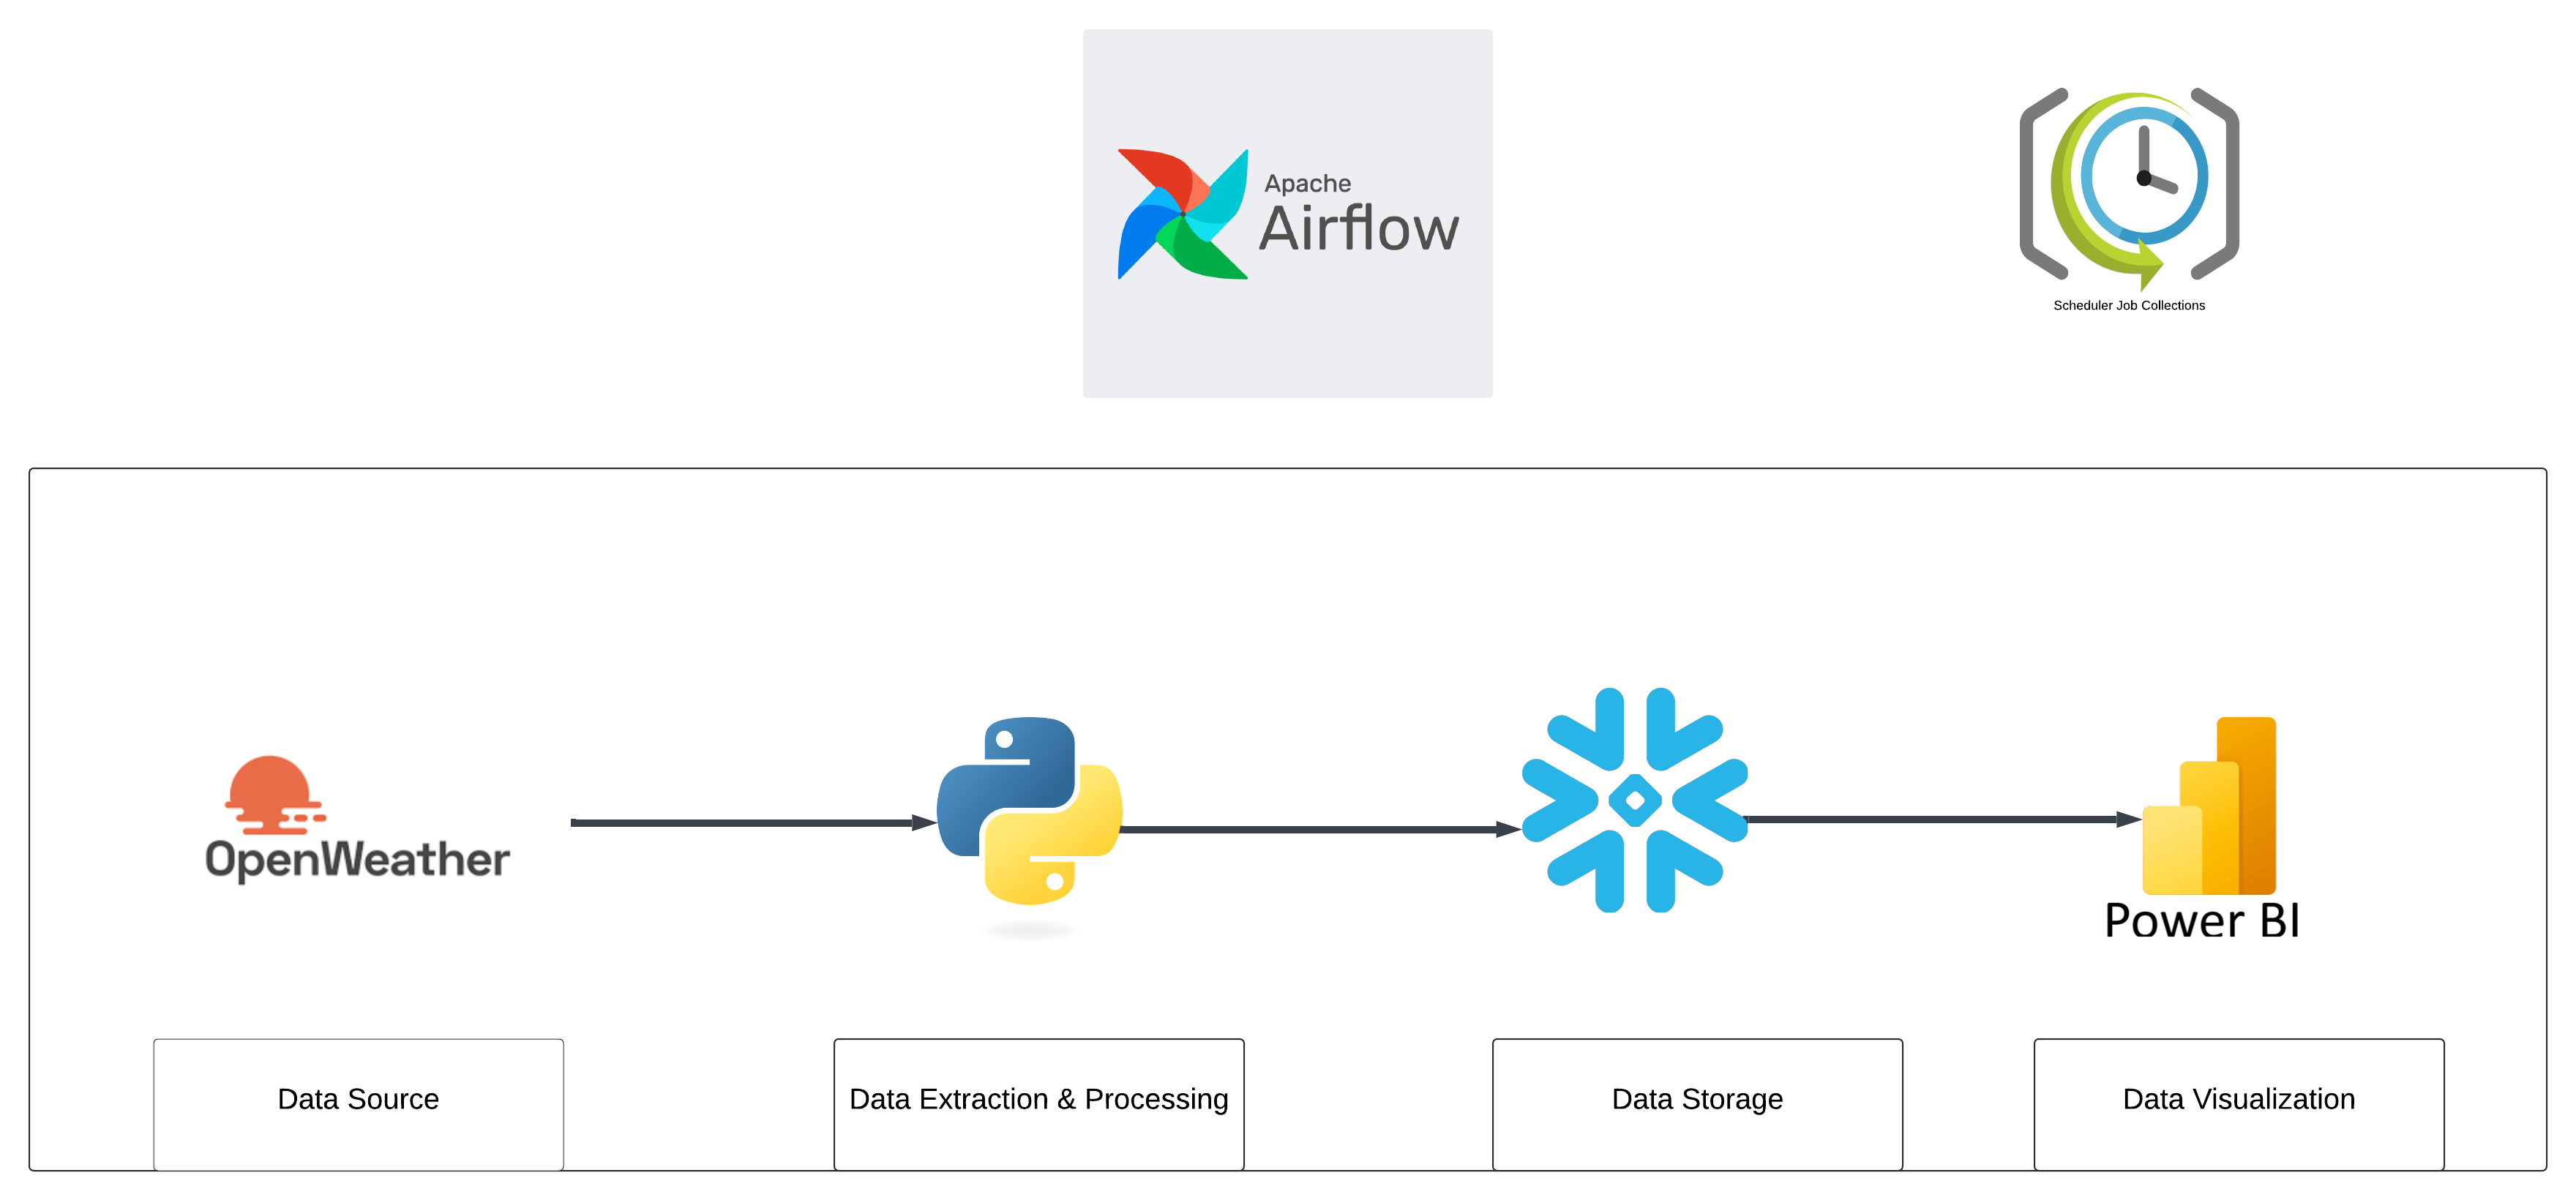 Apache
Airflow
Scheduler Job Collections
OpenWeather
Power BI
Data Source
Data Extraction & Processing
Data Storage
Data Visualization